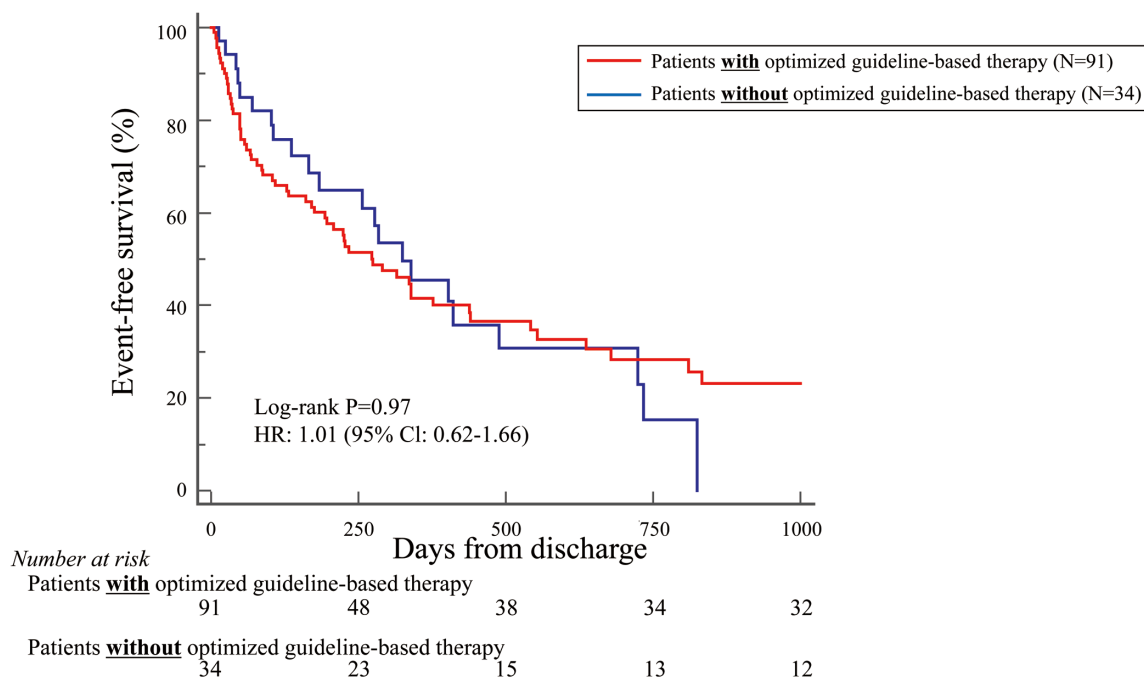 Patients with optimized guideline-based therapy (N=91)
Patients without optimized guideline-based therapy (N=34)
Event-free survival (%)
100
80
60
40
20
0
Log-rank P=0.97
HR: 1.01 (95% Cl: 0.62-1.66)
0 250 500 750 1000
Days from discharge
Number at risk
Patients with optimized guideline-based therapy
91 48 38 34 32
Patients without optimized guideline-based therapy
34 23 15 13 12